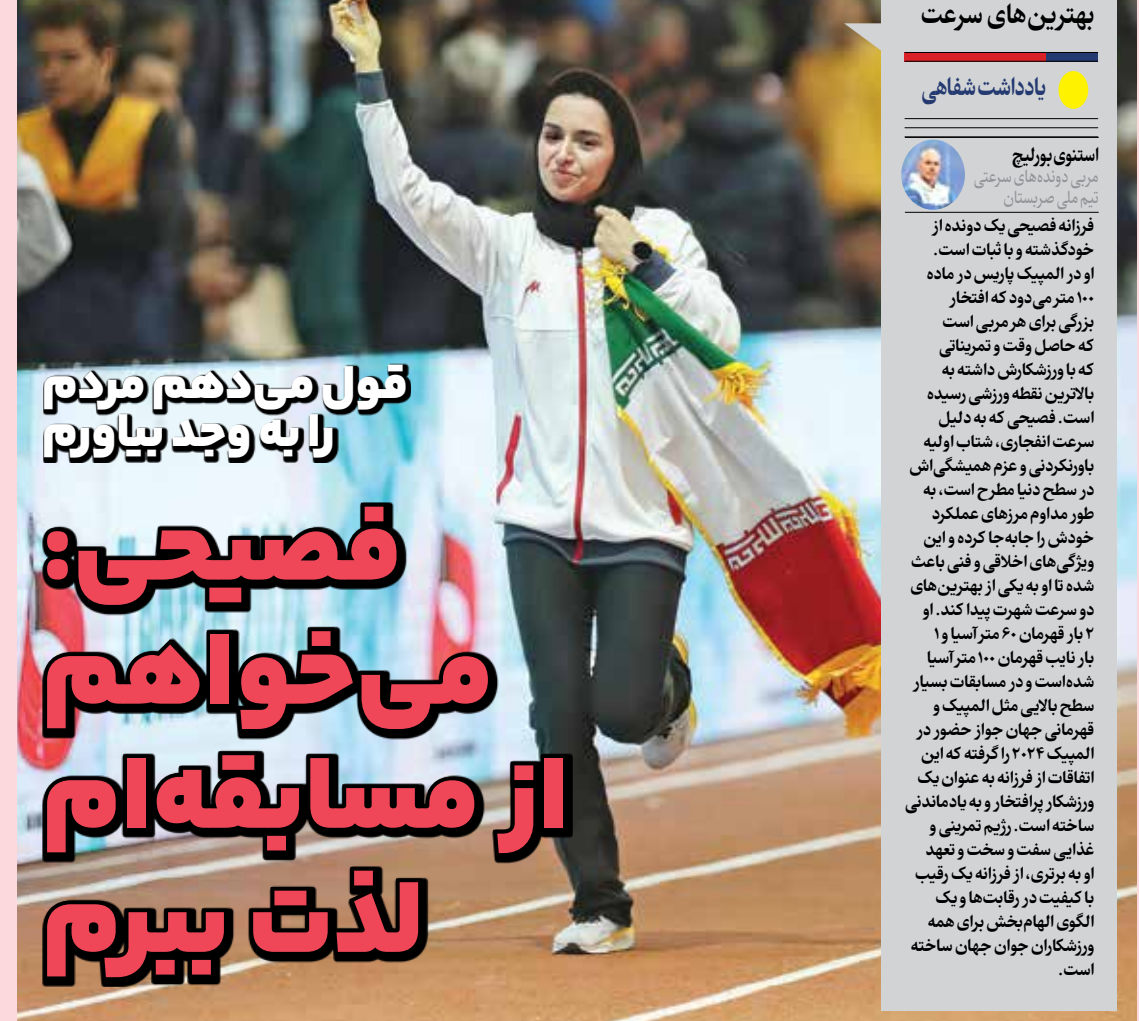 بهترین‌های سرعت
یادداشت شفاهی
استنوی بورلیچ
مربی دونده‌های سرعتی
تیم ملی صربستان
فرزانه فصیحی یک دونده از
خودگذشته و با ثبات است.
او در المپیک پاریس در ماده
۱۰۰ متر می‌دود که افتخار
بزرگی برای هر مربی است
که حاصل وقت و تمریناتی
که با ورزشکارش داشته به
بالاترین نقطه ورزشی رسیده
است. فصیحی که به دلیل
سرعت انفجاری، شتاب اولیه
باورنکردنی و عزم همیشگی‌اش
در سطح دنیا مطرح است، به
طور مداوم مرزهای عملکرد
خودش را جابه‌جا کرده و این
ویژگی‌های اخلاقی و فنی باعث
شده تا او به یکی از بهترین‌های
دو سرعت شهرت پیدا کند. او
۲ بار قهرمان ۶۰ متر آسیا و ۱
بار نایب قهرمان ۱۰۰ متر آسیا
شده‌است و در مسابقات بسیار
سطح بالایی مثل المپیک و
قهرمانی جهان جواز حضور در
المپیک ۲۰۲۴ را گرفته که این
اتفاقات از فرزانه به عنوان یک
ورزشکار پرافتخار و به یادماندنی
ساخته است. رژیم تمرینی و
غذایی سفت و سخت و تعهد
او به برتری، از فرزانه یک رقیب
با کیفیت در رقابت‌ها و یک
الگوی الهام‌بخش برای همه
ورزشکاران جوان جهان ساخته
است.
قول می‌دهم مردم
را به وجد بیاورم
فصیحی:
می‌خواهم
از مسابقه‌ام
لذت ببرم